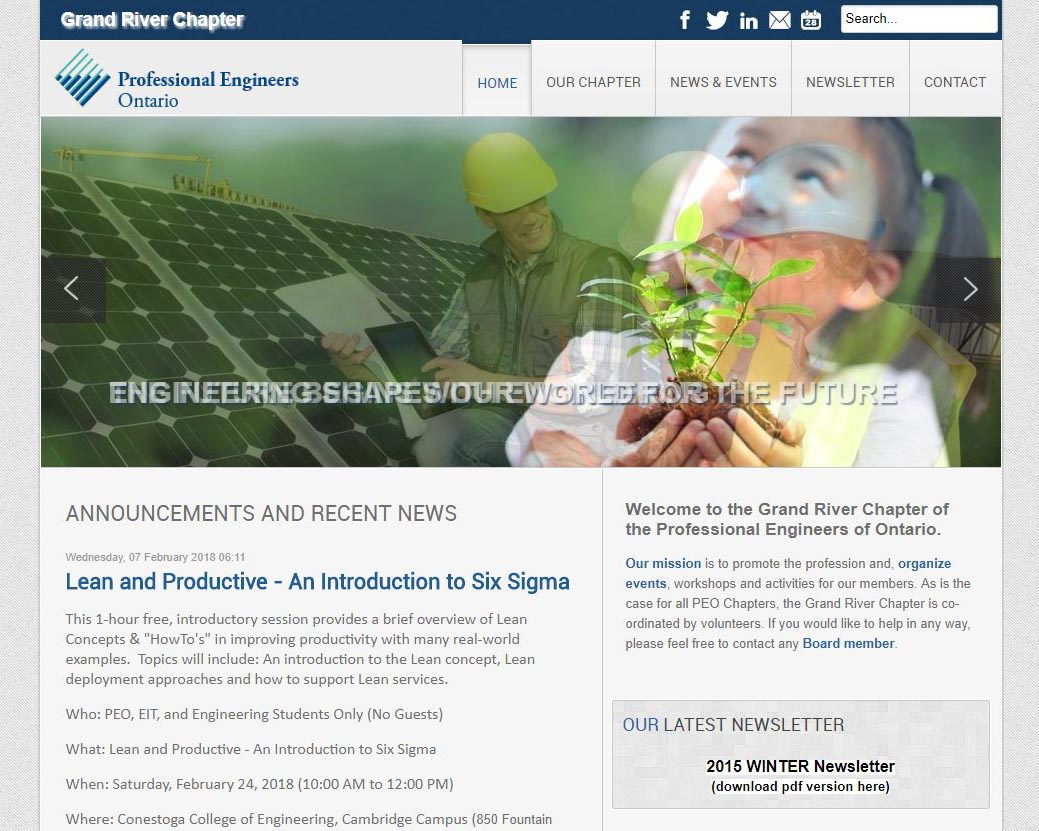 Grand River Chapter
28
Search...
Professional Engineers
Ontario
HOME
OUR CHAPTER
NEWS & EVENTS
NEWSLETTER
CONTACT
ENGINEERING SHAPES OUR WORLD FOR THE FUTURE
ANNOUNCEMENTS AND RECENT NEWS
Wednesday, 07 February 2018 06:11
Lean and Productive - An Introduction to Six Sigma
This 1-hour free, introductory session provides a brief overview of Lean
Concepts & "HowTo's" in improving productivity with many real-world
examples.  Topics will include: An introduction to the Lean concept, Lean
deployment approaches and how to support Lean services.
Who: PEO, EIT, and Engineering Students Only (No Guests)
What: Lean and Productive - An Introduction to Six Sigma
When: Saturday, February 24, 2018 (10:00 AM to 12:00 PM)
Where: Conestoga College of Engineering, Cambridge Campus (850 Fountain
Welcome to the Grand River Chapter of
the Professional Engineers of Ontario.
Our mission is to promote the profession and, organize
events, workshops and activities for our members. As is the
case for all PEO Chapters, the Grand River Chapter is co-
ordinated by volunteers. If you would like to help in any way,
please feel free to contact any Board member.
OUR LATEST NEWSLETTER
2015 WINTER Newsletter
(download pdf version here)